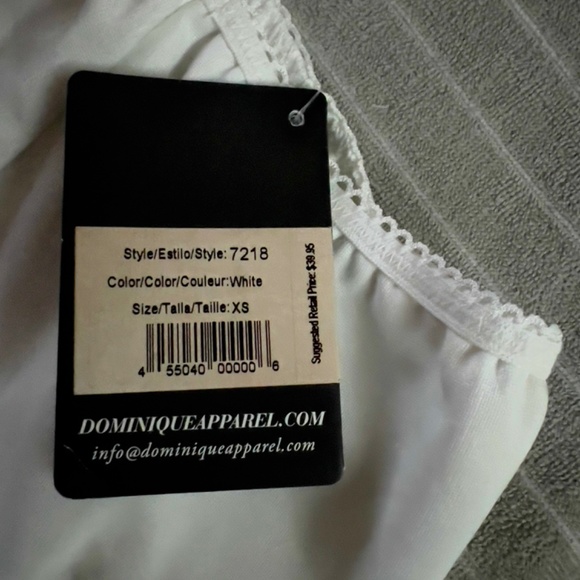 Style/Estilo/Style: 7218
Color/Color/Couleur:White
Size/Talla/Taille: XS
Suggested Retail Price: $39.95
4 55040 00000 6
DOMINIQUEAPPAREL.COM
info@dominiqueapparel.com